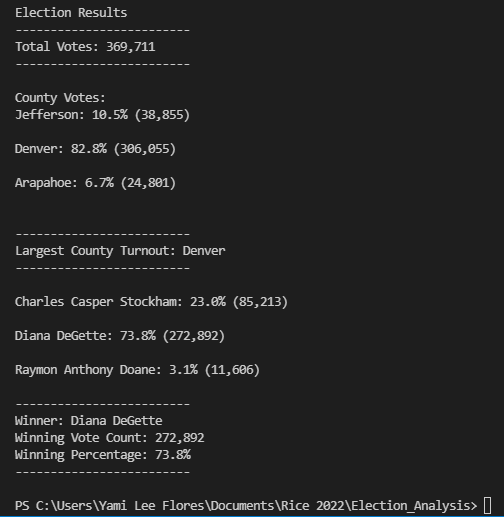 Election Results
-------------------------
Total Votes: 369,711
-------------------------
County Votes:
Jefferson: 10.5% (38,855)
Denver: 82.8% (306,055)
Arapahoe: 6.7% (24,801)
-------------------------
Largest County Turnout: Denver
-------------------------
Charles Casper Stockham: 23.0% (85,213)
Diana DeGette: 73.8% (272,892)
Raymon Anthony Doane: 3.1% (11,606)
-------------------------
Winner: Diana DeGette
Winning Vote Count: 272,892
Winning Percentage: 73.8%
-------------------------
PS C:\Users\Yami Lee Flores\Documents\Rice 2022\Election_Analysis>